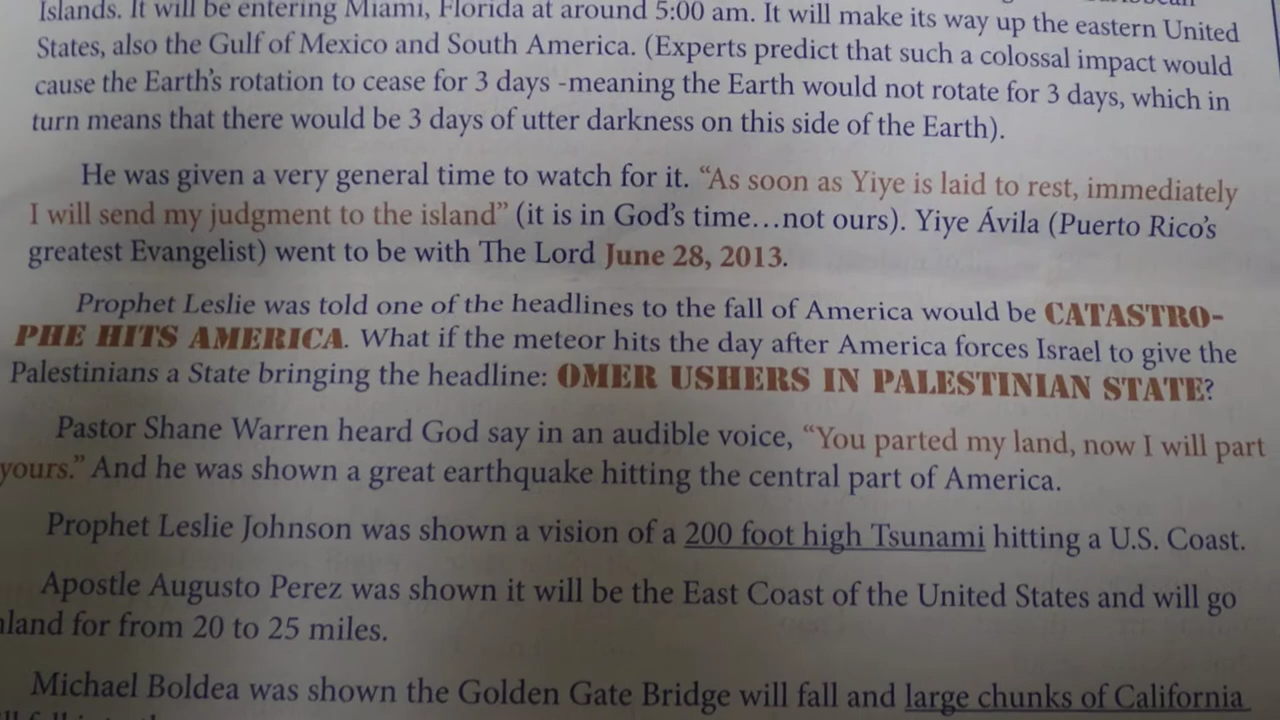 Islands. It will be entering Miami, Florida at around 5:00 am. It will make its way up the eastern United
States, also the Gulf of Mexico and South America. (Experts predict that such a colossal impact would
cause the Earth's rotation to cease for 3 days -meaning the Earth would not rotate for 3 days, which in
turn means that there would be 3 days of utter darkness on this side of the Earth).
He was given a very general time to watch for it. “As soon as Yiye is laid to rest, immediately
I will send my judgment to the island” (it is in God's time...not ours). Yiye Ávila (Puerto Rico's
greatest Evangelist) went to be with The Lord June 28, 2013.
Prophet Leslie was told one of the headlines to the fall of America would be CATASTRO-
PHE HITS AMERICA. What if the meteor hits the day after America forces Israel to give the
Palestinians a State bringing the headline: OMER USHERS IN PALESTINIAN STATE?
Pastor Shane Warren heard God say in an audible voice, “You parted my land, now I will part
yours.” And he was shown a great earthquake hitting the central part of America.
Prophet Leslie Johnson was shown a vision of a 200 foot high Tsunami hitting a U.S. Coast.
Apostle Augusto Perez was shown it will be the East Coast of the United States and will go
nland for from 20 to 25 miles.
Michael Boldea was shown the Golden Gate Bridge will fall and large chunks of California